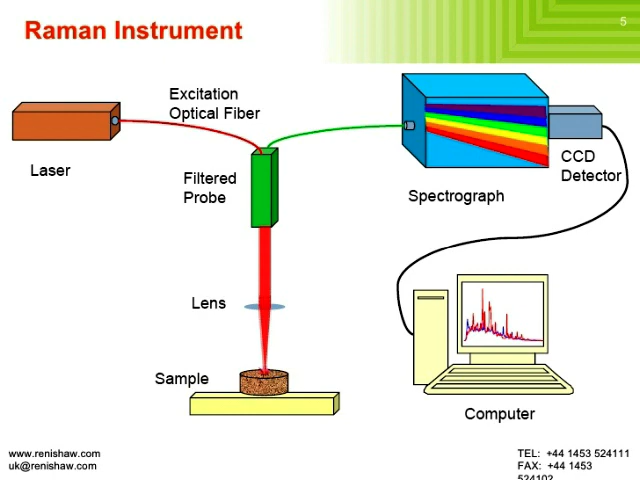 5
Raman Instrument
Excitation
Optical Fiber
Laser
Filtered
Probe
CCD
Detector
Spectrograph
Lens
Sample
Computer
www.renishaw.com
uk@renishaw.com
TEL: +44 1453 524111
FAX: +44 1453
524102